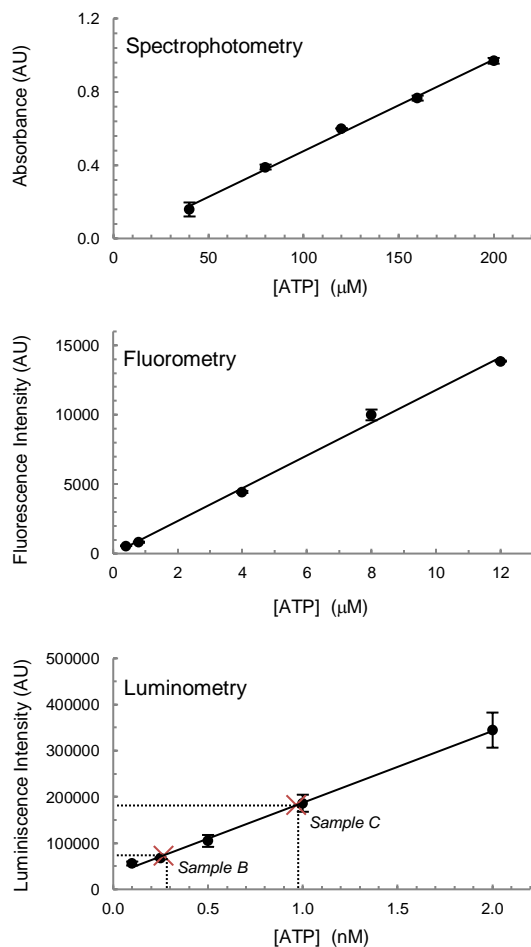 Spectrophotometry
Absorbance (AU)
1.2
0.8
0.4
0.0
0
50
100
150
200
[ATP] (μM)
Fluorometry
Fluorescence Intensity (AU)
15000
10000
5000
0
0
2
4
6
8
10
12
[ATP] (μM)
Luminometry
Luminiscence Intensity (AU)
500000
400000
300000
200000
100000
0
Sample C
Sample B
0.0
0.5
1.0
1.5
2.0
[ATP] (nM)